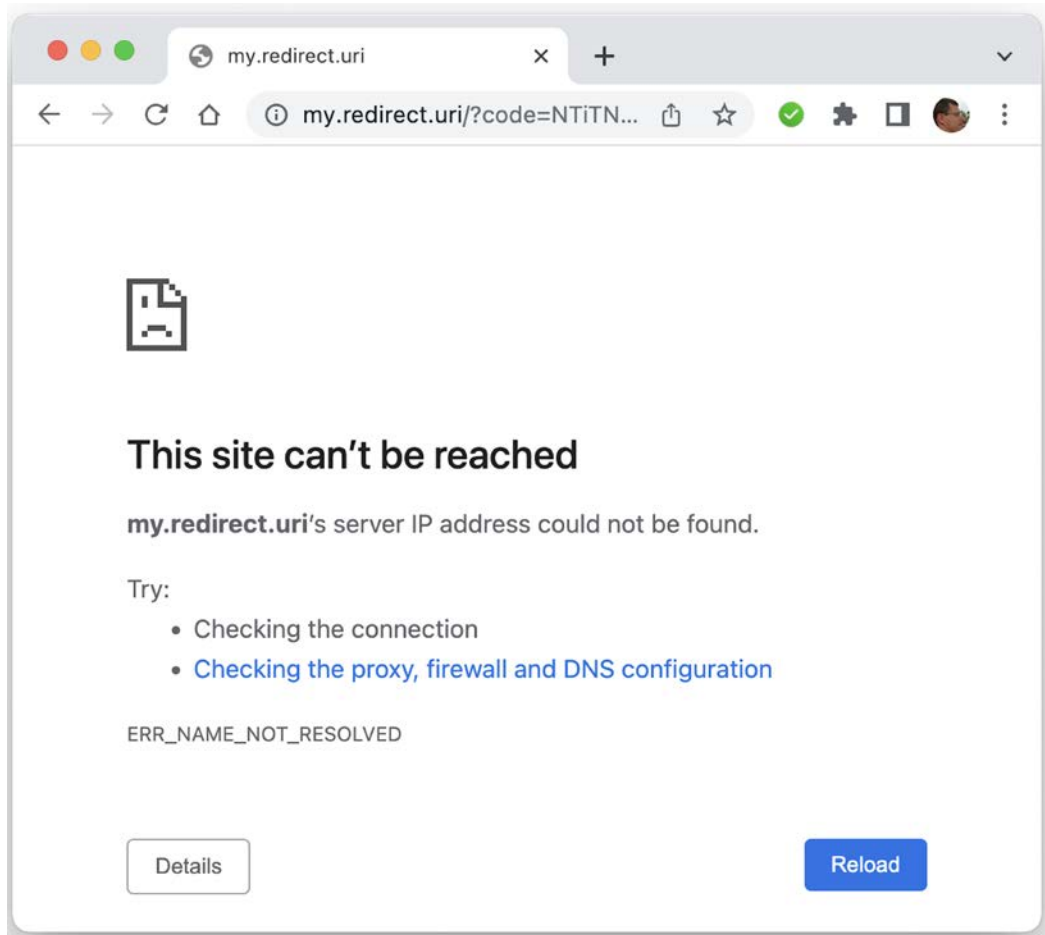 my.redirect.uri
my.redirect.uri/?code=NTiTN...
This site can't be reached
my.redirect.uri's server IP address could not be found.
Try:
• Checking the connection
• Checking the proxy, firewall and DNS configuration
ERR_NAME_NOT_RESOLVED
Details
Reload